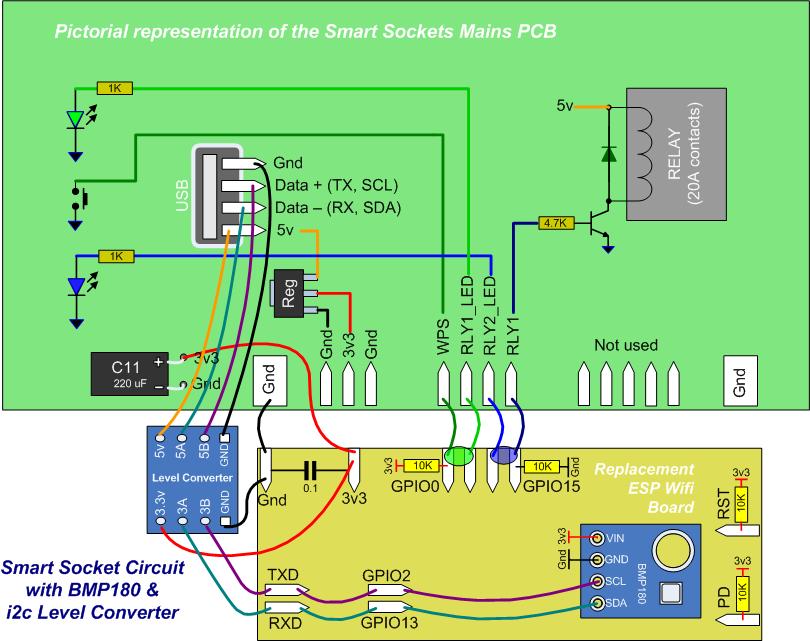 Pictorial representation of the Smart Sockets Mains PCB
1K
5v
RELAY
(20A contacts)
USB
Gnd
Data + (TX, SCL)
Data – (RX, SDA)
5v
4.7K
1K
Reg
Gnd
3v3
Gnd
WPS
RLY1_LED
RLY2_LED
RLY1
Not used
C11
220 uF
+
–
3v3
Gnd
Gnd
Gnd
5v
5A
5B
GND
Level Converter
3.3v
3A
3B
GND
Gnd
0.1
3v3
3v3
10K
GPIO0
10K
Gnd
GPIO15
Replacement
ESP Wifi
Board
3v3
10K
RST
3v3
10K
PD
3v3
Gnd
VIN
GND
SCL
SDA
BMP180
TXD
GPIO2
RXD
GPIO13
Smart Socket Circuit
with BMP180 &
i2c Level Converter